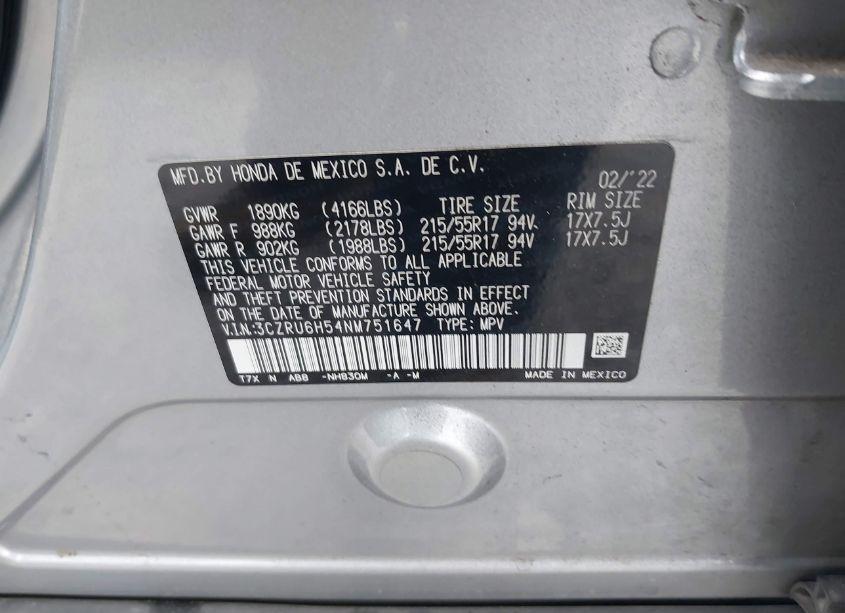 MFD.BY HONDA DE MEXICO S.A. DE C.V. 02/'22
GVWR 1890KG (4166LBS) TIRE SIZE RIM SIZE
GAWR F 988KG (2178LBS) 215/55R17 94V 17X7.5J
GAWR R 902KG (1988LBS) 215/55R17 94V 17X7.5J
THIS VEHICLE CONFORMS TO ALL APPLICABLE
FEDERAL MOTOR VEHICLE SAFETY
AND THEFT PREVENTION STANDARDS IN EFFECT
ON THE DATE OF MANUFACTURE SHOWN ABOVE.
V.I.N:3CZRU6H54NM751647 TYPE: MPV
T7X N ABB -NH830M -A -M MADE IN MEXICO